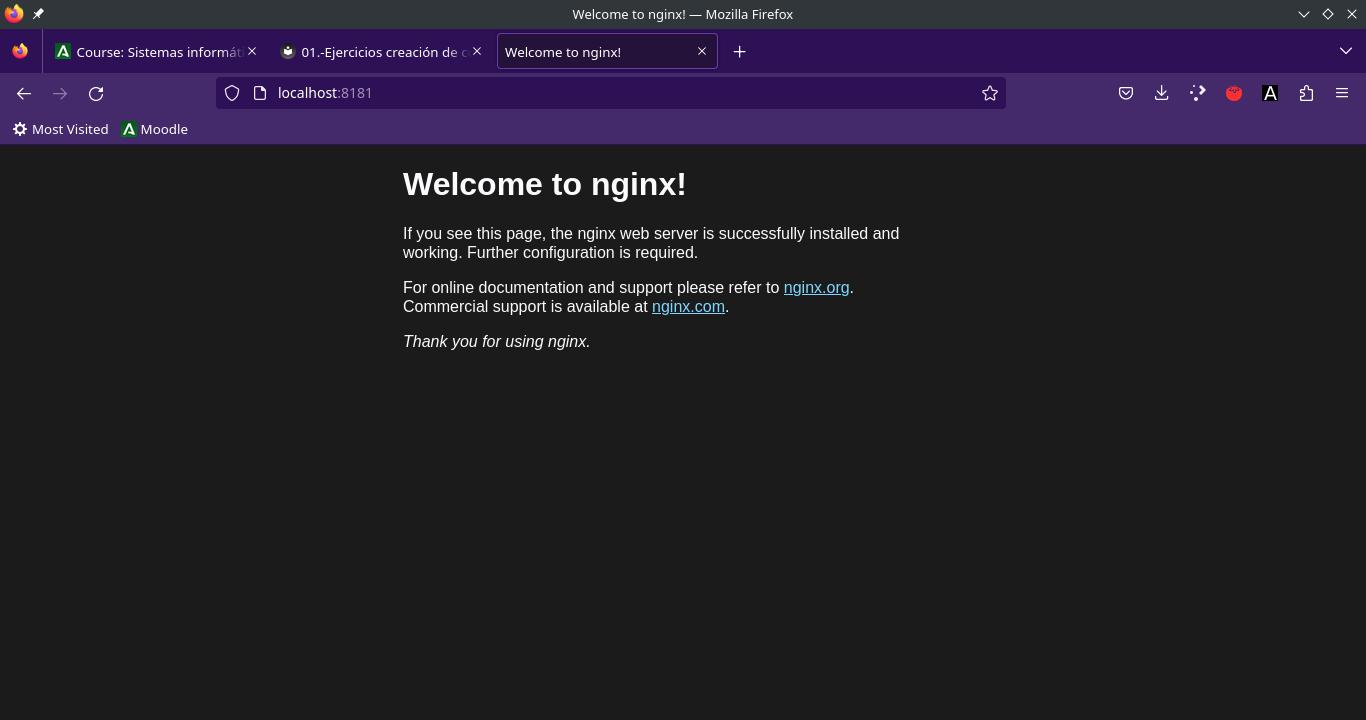 Welcome to nginx! — Mozilla Firefox
Course: Sistemas informáti
01.-Ejercicios creación de c
Welcome to nginx!
localhost:8181
A
Most Visited
Moodle
Welcome to nginx!
If you see this page, the nginx web server is successfully installed and
working. Further configuration is required.
For online documentation and support please refer to nginx.org.
Commercial support is available at nginx.com.
Thank you for using nginx.